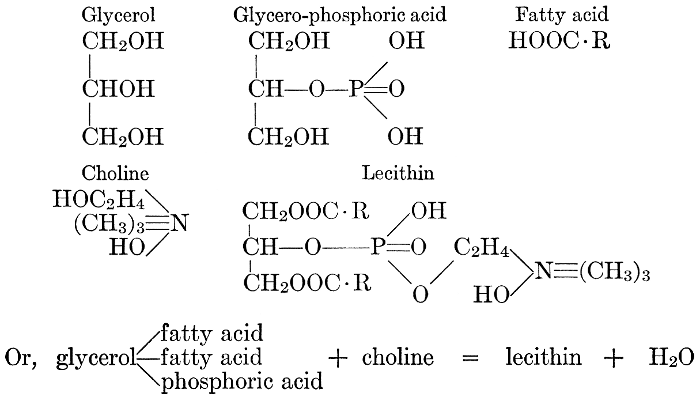 Glycerol Glycero-phosphoric acid Fatty acid
CH₂OH CH₂OH OH HOOC·R
CHOH CH—O—P=O
CH₂OH CH₂OH OH
Choline Lecithin
HOC₂H₄
(CH₃)₃≡N
HO
CH₂OOC·R OH
CH—O—P=O C₂H₄
CH₂OOC·R O HO N≡(CH₃)₃
fatty acid
Or, glycerol—fatty acid + choline = lecithin + H₂O
phosphoric acid